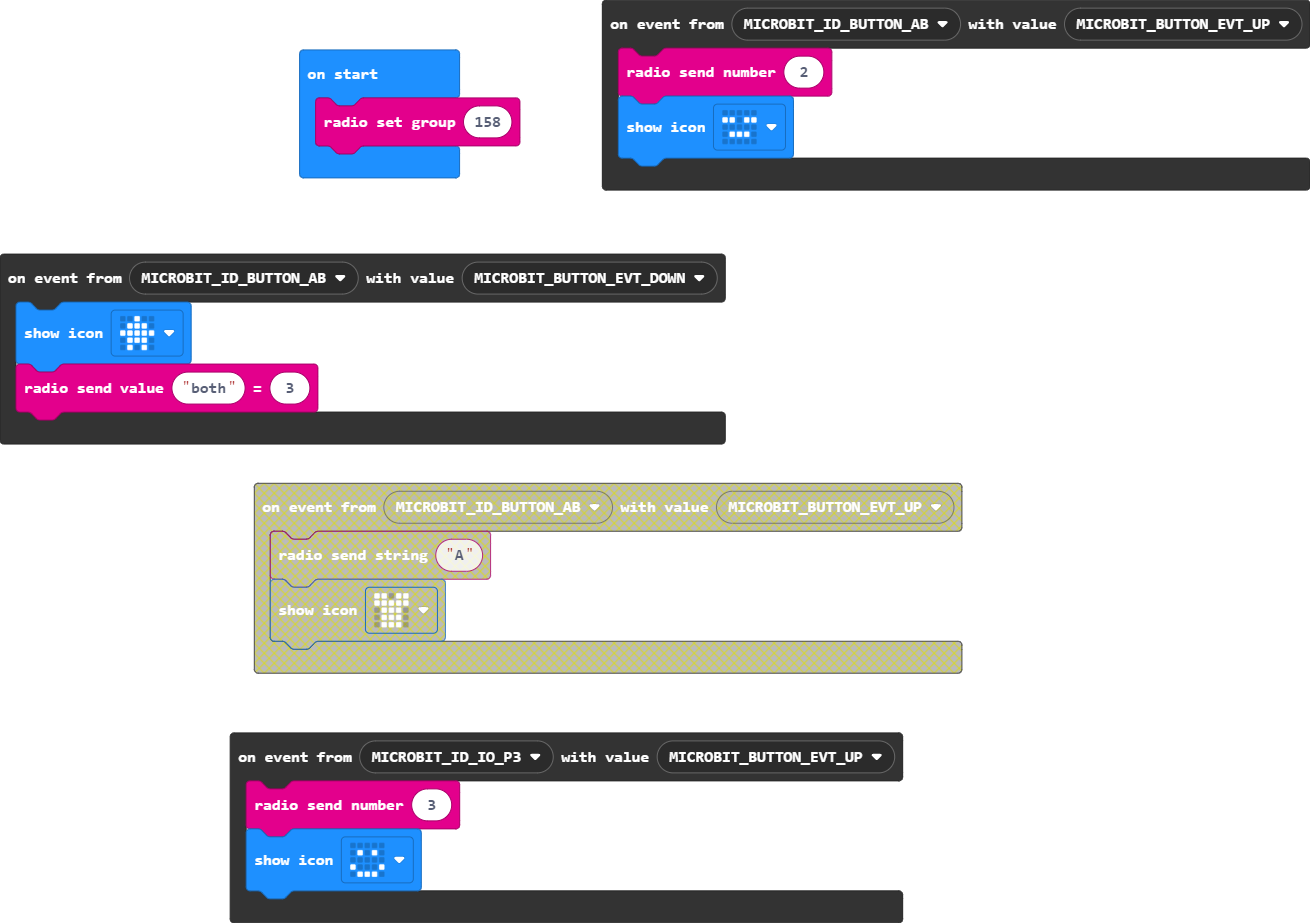 on event from MICROBIT_ID_BUTTON_AB with value MICROBIT_BUTTON_EVT_UP
radio send number 2
show icon
on start
radio set group 158
on event from MICROBIT_ID_BUTTON_AB with value MICROBIT_BUTTON_EVT_DOWN
show icon
radio send value "both" = 3
on event from MICROBIT_ID_BUTTON_AB with value MICROBIT_BUTTON_EVT_UP
radio send string "A"
show icon
on event from MICROBIT_ID_IO_P3 with value MICROBIT_BUTTON_EVT_UP
radio send number 3
show icon